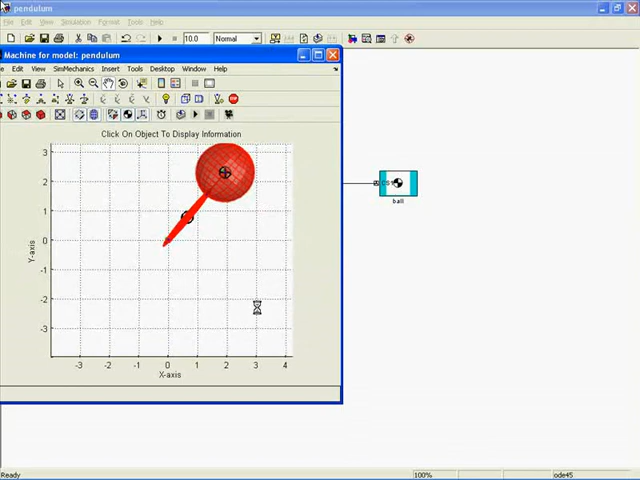 pendulum
File Edit View Simulation Format Tools Help
10.0 Normal
Machine for model: pendulum
Edit View SimMechanics Insert Tools Desktop Window Help
STOP
Click On Object To Display Information
3
2
1
0
-1
-2
-3
Y-axis
-3 -2 -1 0 1 2 3 4
X-axis
ball
Ready 100% ode45